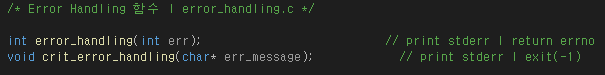 /* Error Handling 함수 | error_handling.c */
int error_handling(int err); // print stderr | return errno
void crit_error_handling(char* err_message); // print stderr | exit(-1)